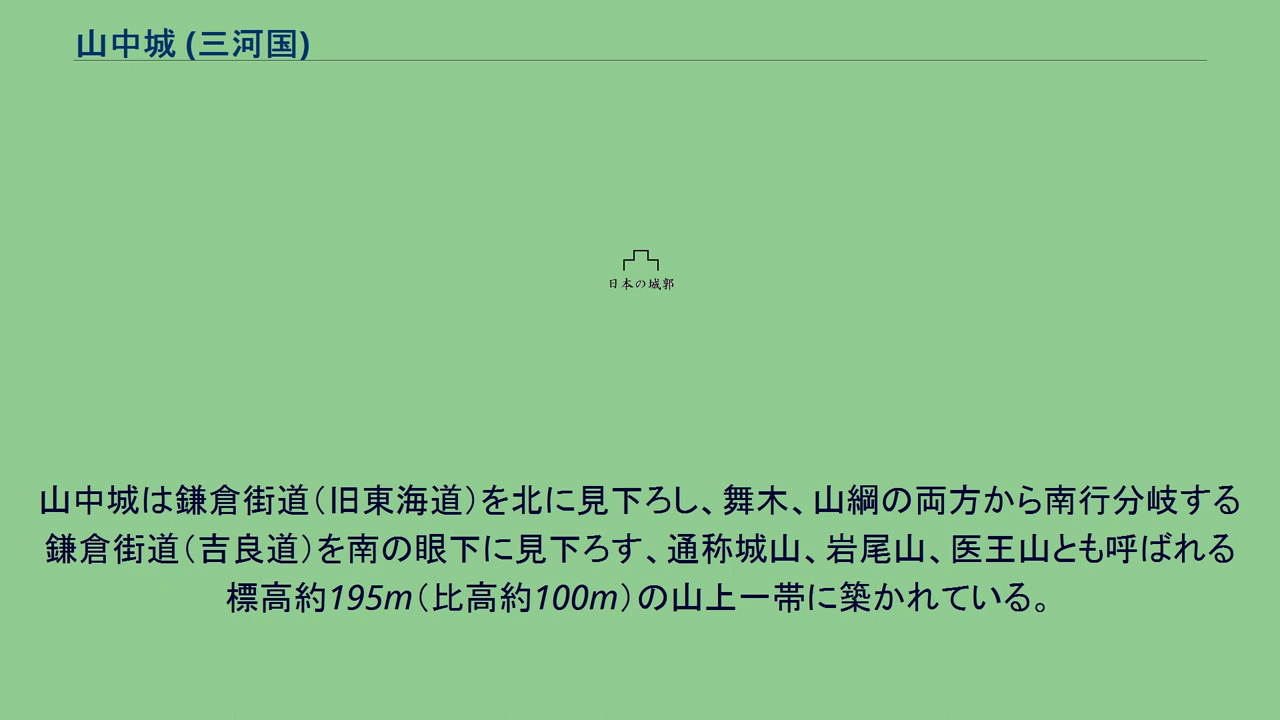 山中城 (三河国)
日本の城郭
山中城は鎌倉街道（旧東海道）を北に見下ろし、舞木、山綱の両方から南行分岐する
鎌倉街道（吉良道）を南の眼下に見下ろす、通称城山、岩尾山、医王山とも呼ばれる
標高約195m（比高約100m）の山上一帯に築かれている。